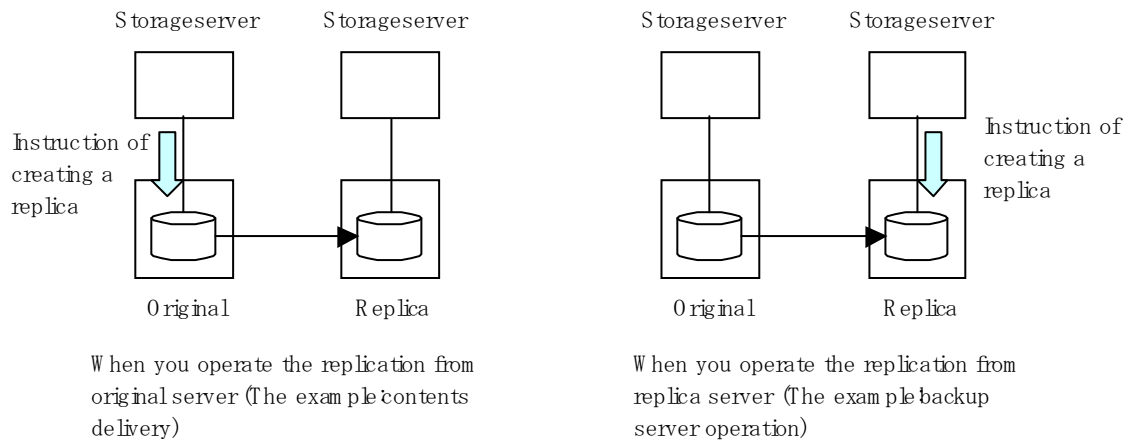 Storageserver
Storageserver
Instruction of
creating a
replica
Original
Replica
When you operate the replication from
original server (The example:contents
delivery)
Storageserver
Storageserver
Instruction of
creating a
replica
Original
Replica
When you operate the replication from
replica server (The example:backup
server operation)